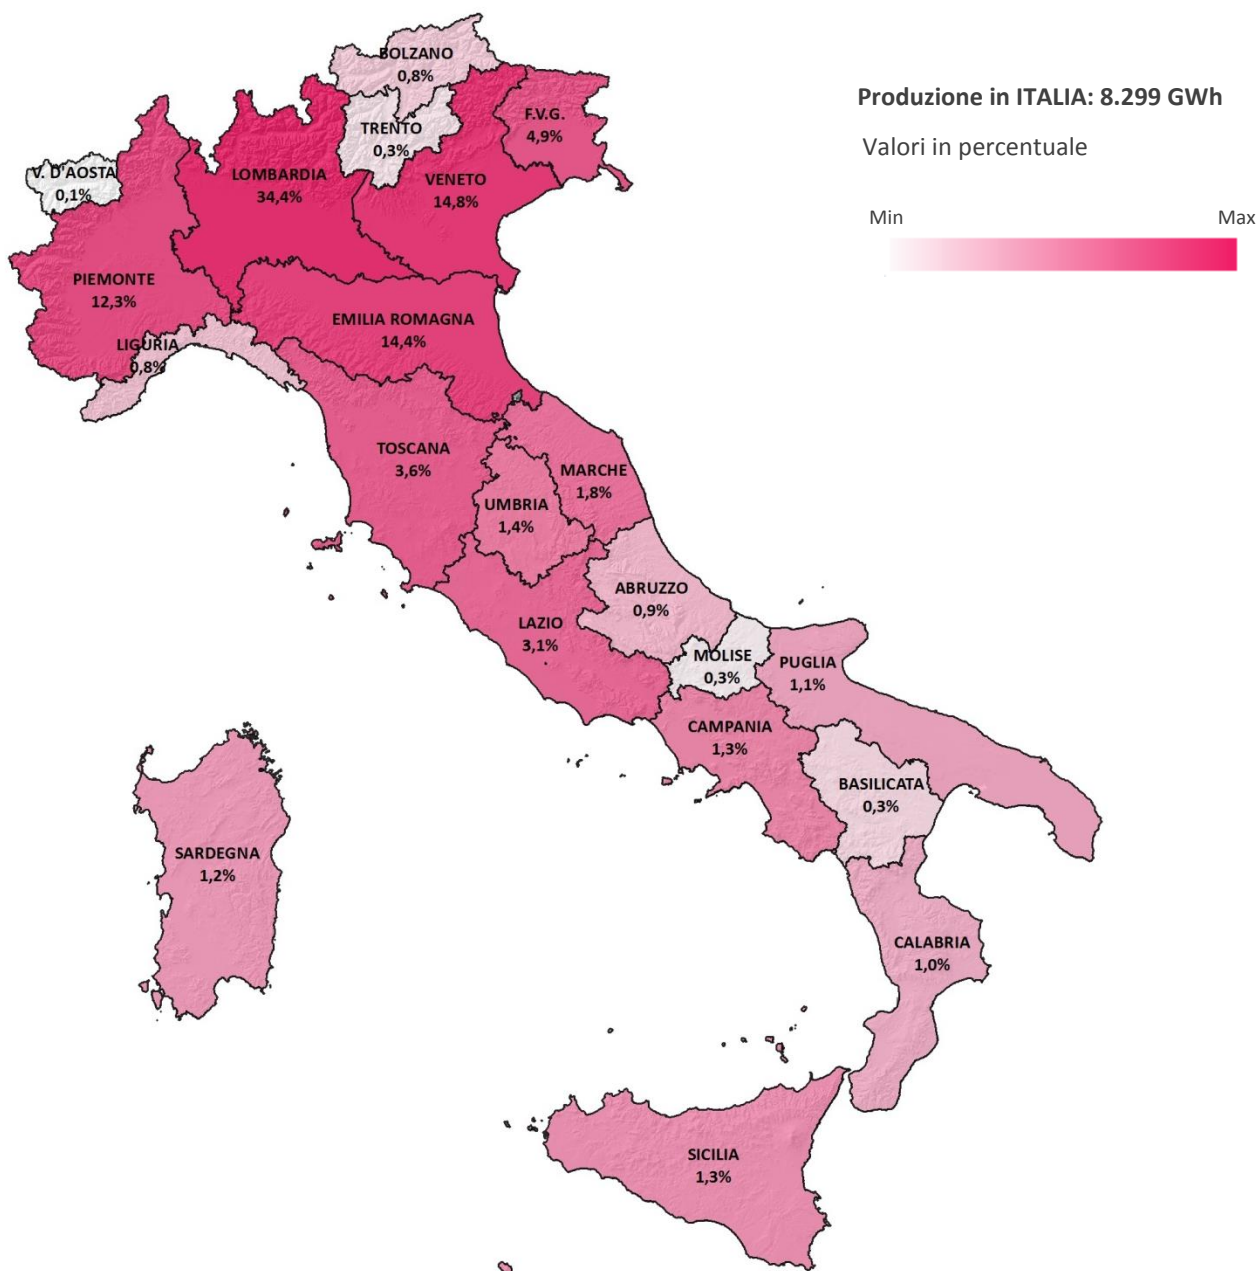 BOLZANO
0,8%
Produzione in ITALIA: 8.299 GWh
F.V.G.
4,9%
TRENTO
0,3%
Valori in percentuale
V. D'AOSTA
0,1%
LOMBARDIA
34,4%
VENETO
14,8%
Min
Max
PIEMONTE
12,3%
EMILIA ROMAGNA
14,4%
LIGURIA
0,8%
TOSCANA
3,6%
MARCHE
1,8%
UMBRIA
1,4%
ABRUZZO
0,9%
LAZIO
3,1%
MOLISE
0,3%
PUGLIA
1,1%
CAMPANIA
1,3%
BASILICATA
0,3%
SARDEGNA
1,2%
CALABRIA
1,0%
SICILIA
1,3%